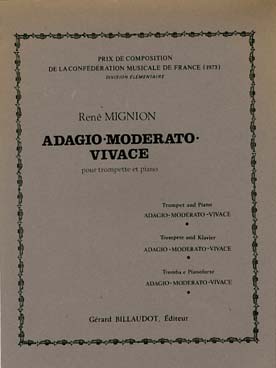 PRIX DE COMPOSITION
DE LA CONFÉDÉRATION MUSICALE DE FRANCE (1973)
DIVISION ÉLÉMENTAIRE
René MIGNION
ADAGIO·MODERATO·
VIVACE
pour trompette et piano
Trumpet and Piano
ADAGIO-MODERATO-VIVACE
Trompete und Klavier
ADAGIO-MODERATO-VIVACE
Tromba e Pianoforte
ADAGIO-MODERATO-VIVACE
Gérard BILLAUDOT, Éditeur